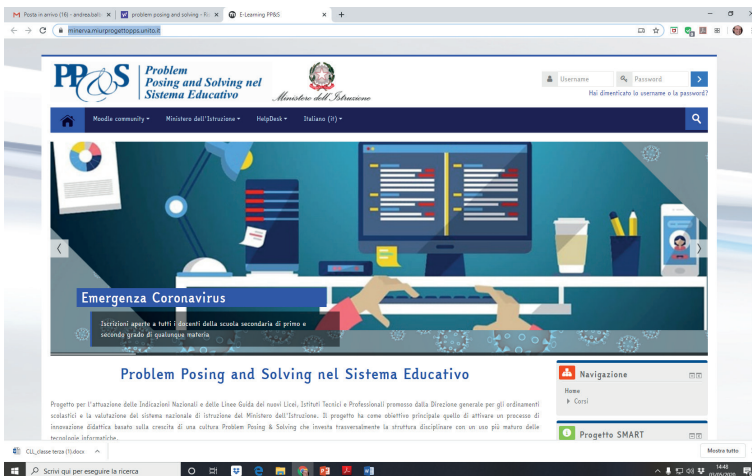 Posta in arrivo (16) - andrea.balb
problem posing and solving - Ric
E-Learning PP&S
minerva.miurprogettopps.unito.it
PP&S
Problem
Posing and Solving nel
Sistema Educativo
Ministero dell'Istruzione
Username
Password
Hai dimenticato lo username o la password?
Moodle community
Ministero dell'Istruzione
HelpDesk
Italiano (it)
Emergenza Coronavirus
Iscrizioni aperte a tutti i docenti della scuola secondaria di primo e
secondo grado di qualunque materia
Problem Posing and Solving nel Sistema Educativo
Progetto per l'attuazione delle Indicazioni Nazionali e delle Linee Guida dei nuovi Licei, Istituti Tecnici e Professionali promosso dalla Direzione generale per gli ordinamenti
scolastici e la valutazione del sistema nazionale di istruzione del Ministero dell'Istruzione. Il progetto ha come obiettivo principale quello di attivare un processo di
innovazione didattica basato sulla crescita di una cultura Problem Posing & Solving che investa trasversalmente la struttura disciplinare con un uso più maturo delle
tecnologie informatiche.
Navigazione
Home
Corsi
Progetto SMART
CLL_classe terza (1).docx
Mostra tutto
Scrivi qui per eseguire la ricerca
14:48
03/05/2020